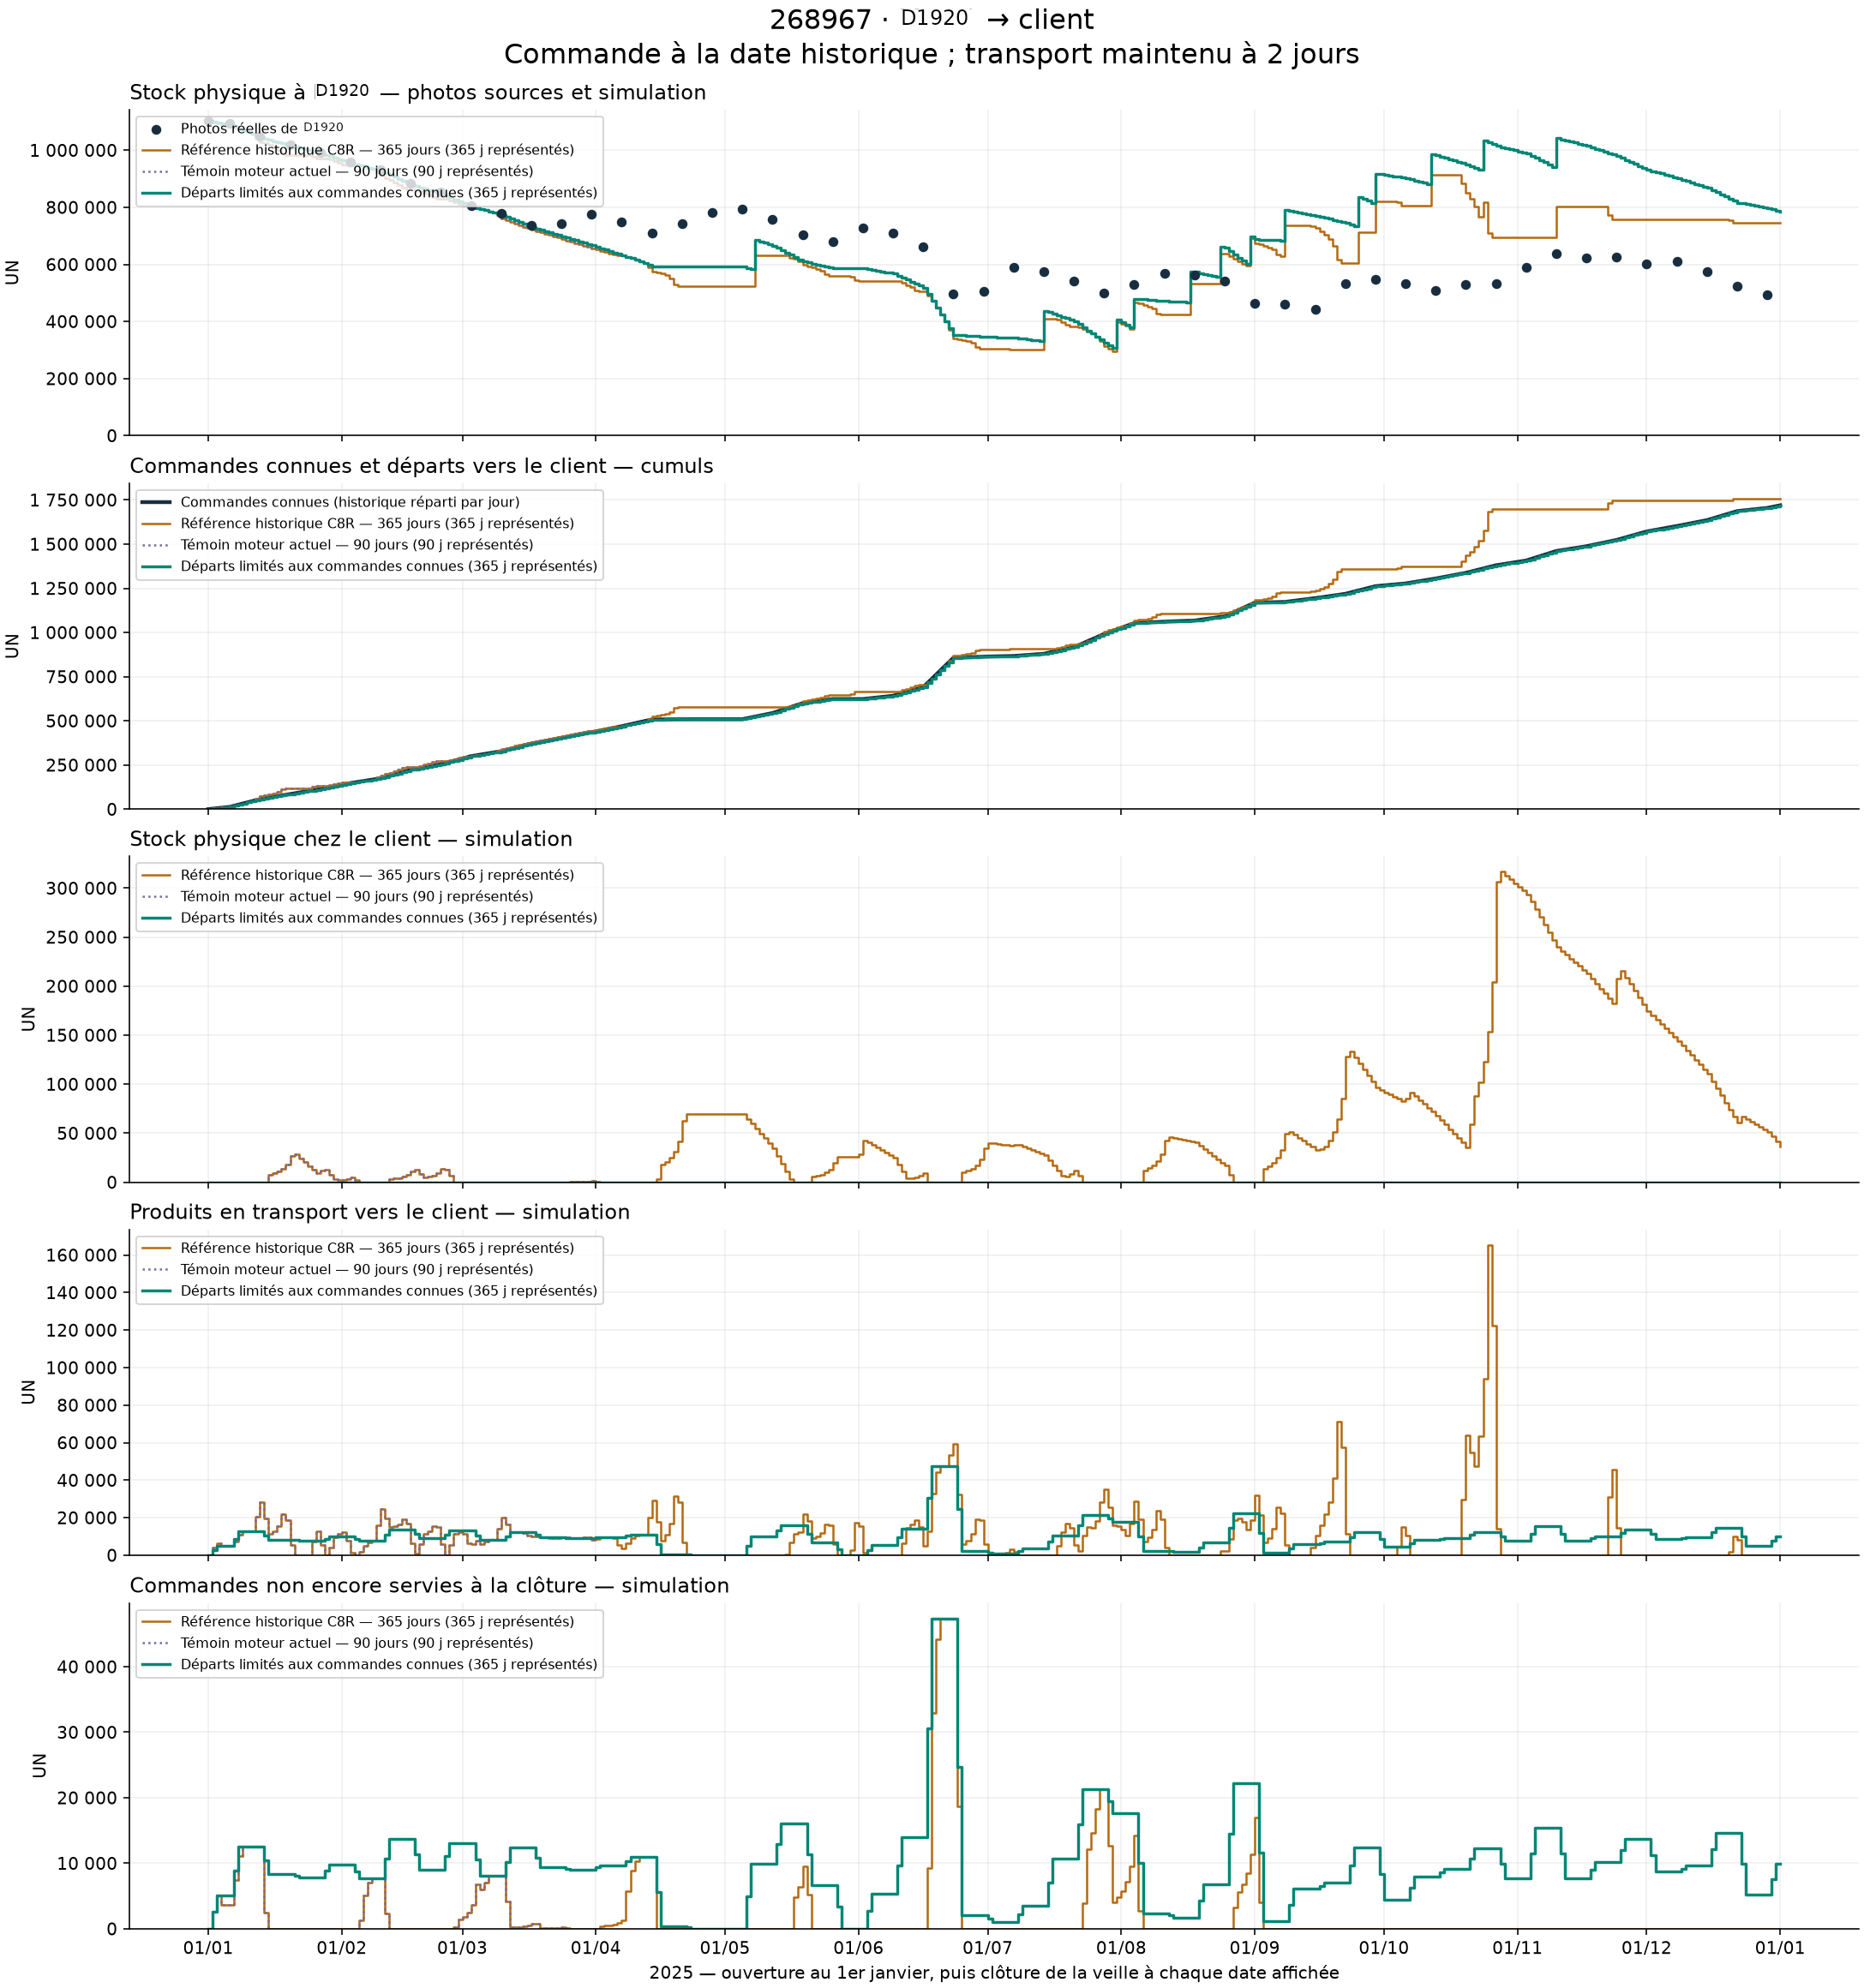 268967 · D1920 → client
Commande à la date historique ; transport maintenu à 2 jours
Stock physique à D1920 — photos sources et simulation
Photos réelles de D1920
Référence historique C8R — 365 jours (365 j représentés)
Témoin moteur actuel — 90 jours (90 j représentés)
Départs limités aux commandes connues (365 j représentés)
1 000 000
800 000
600 000
400 000
200 000
0
UN
Commandes connues et départs vers le client — cumuls
Commandes connues (historique réparti par jour)
Référence historique C8R — 365 jours (365 j représentés)
Témoin moteur actuel — 90 jours (90 j représentés)
Départs limités aux commandes connues (365 j représentés)
1 750 000
1 500 000
1 250 000
1 000 000
750 000
500 000
250 000
0
UN
Stock physique chez le client — simulation
Référence historique C8R — 365 jours (365 j représentés)
Témoin moteur actuel — 90 jours (90 j représentés)
Départs limités aux commandes connues (365 j représentés)
300 000
250 000
200 000
150 000
100 000
50 000
0
UN
Produits en transport vers le client — simulation
Référence historique C8R — 365 jours (365 j représentés)
Témoin moteur actuel — 90 jours (90 j représentés)
Départs limités aux commandes connues (365 j représentés)
160 000
140 000
120 000
100 000
80 000
60 000
40 000
20 000
0
UN
Commandes non encore servies à la clôture — simulation
Référence historique C8R — 365 jours (365 j représentés)
Témoin moteur actuel — 90 jours (90 j représentés)
Départs limités aux commandes connues (365 j représentés)
40 000
30 000
20 000
10 000
0
UN
01/01 01/02 01/03 01/04 01/05 01/06 01/07 01/08 01/09 01/10 01/11 01/12 01/01
2025 — ouverture au 1er janvier, puis clôture de la veille à chaque date affichée